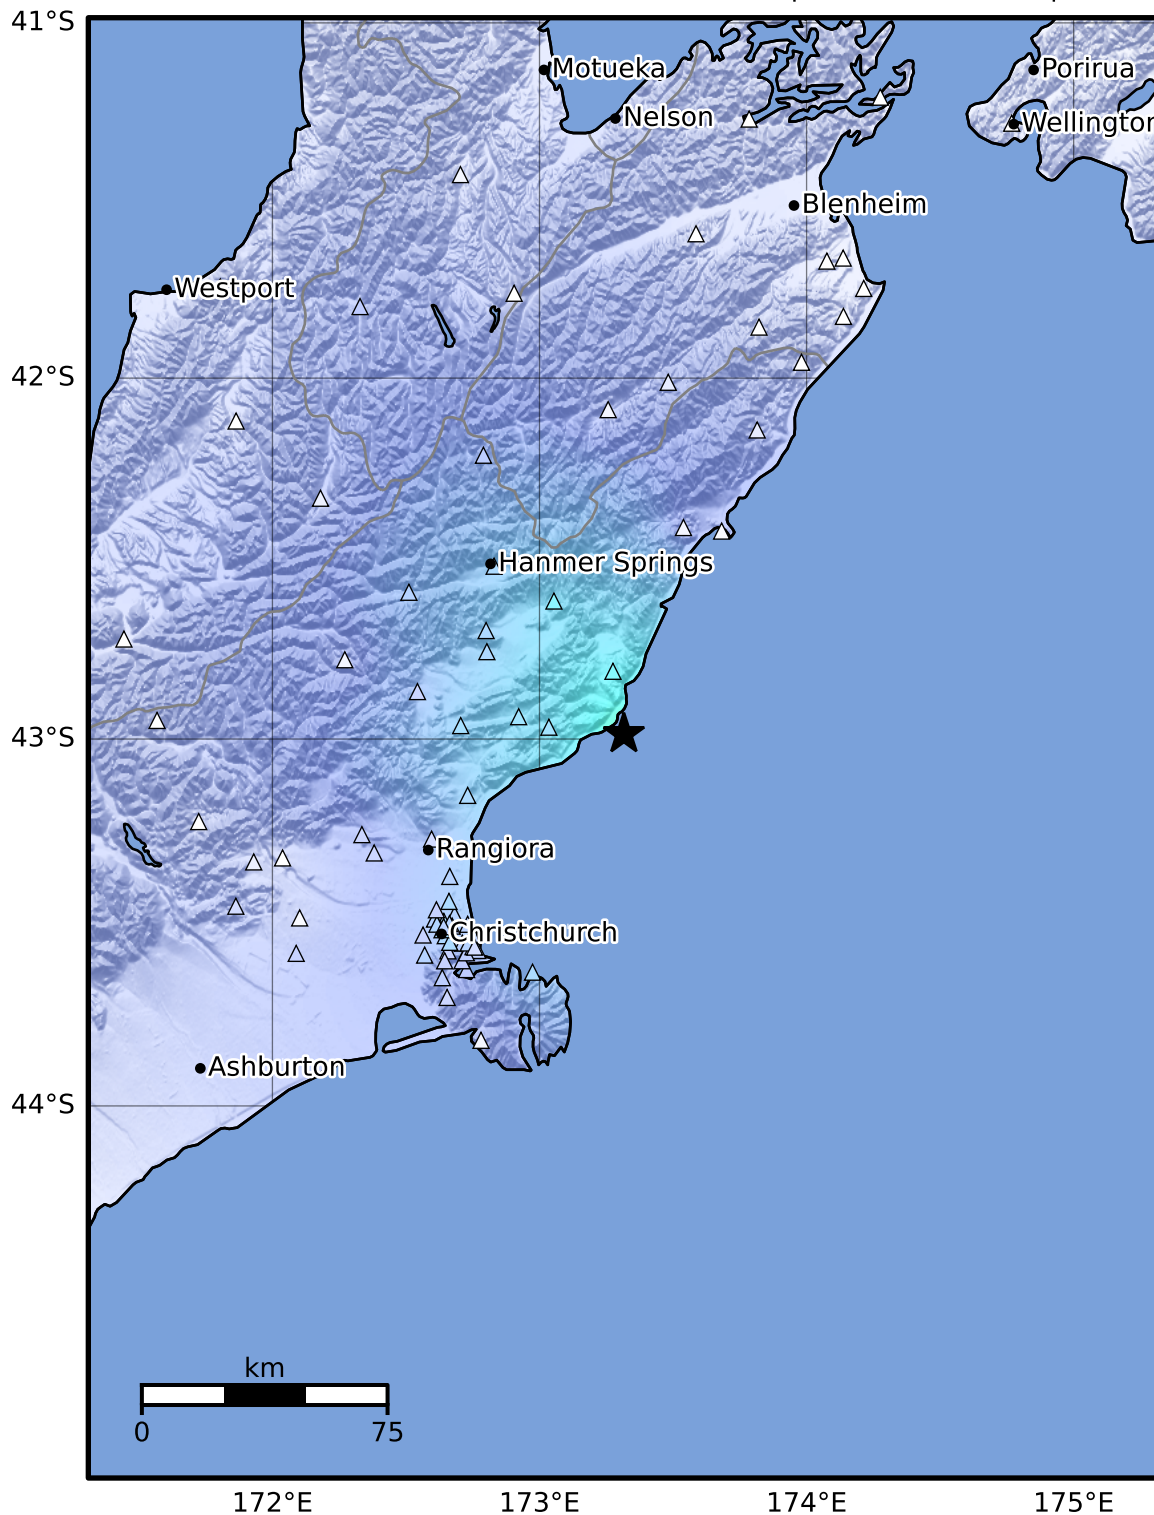 41°S
Motueka
Porirua
Nelson
Wellington
Blenheim
Westport
42°S
Hanmer Springs
43°S
Rangiora
Christchurch
Ashburton
44°S
km
0 75
172°E 173°E 174°E 175°E